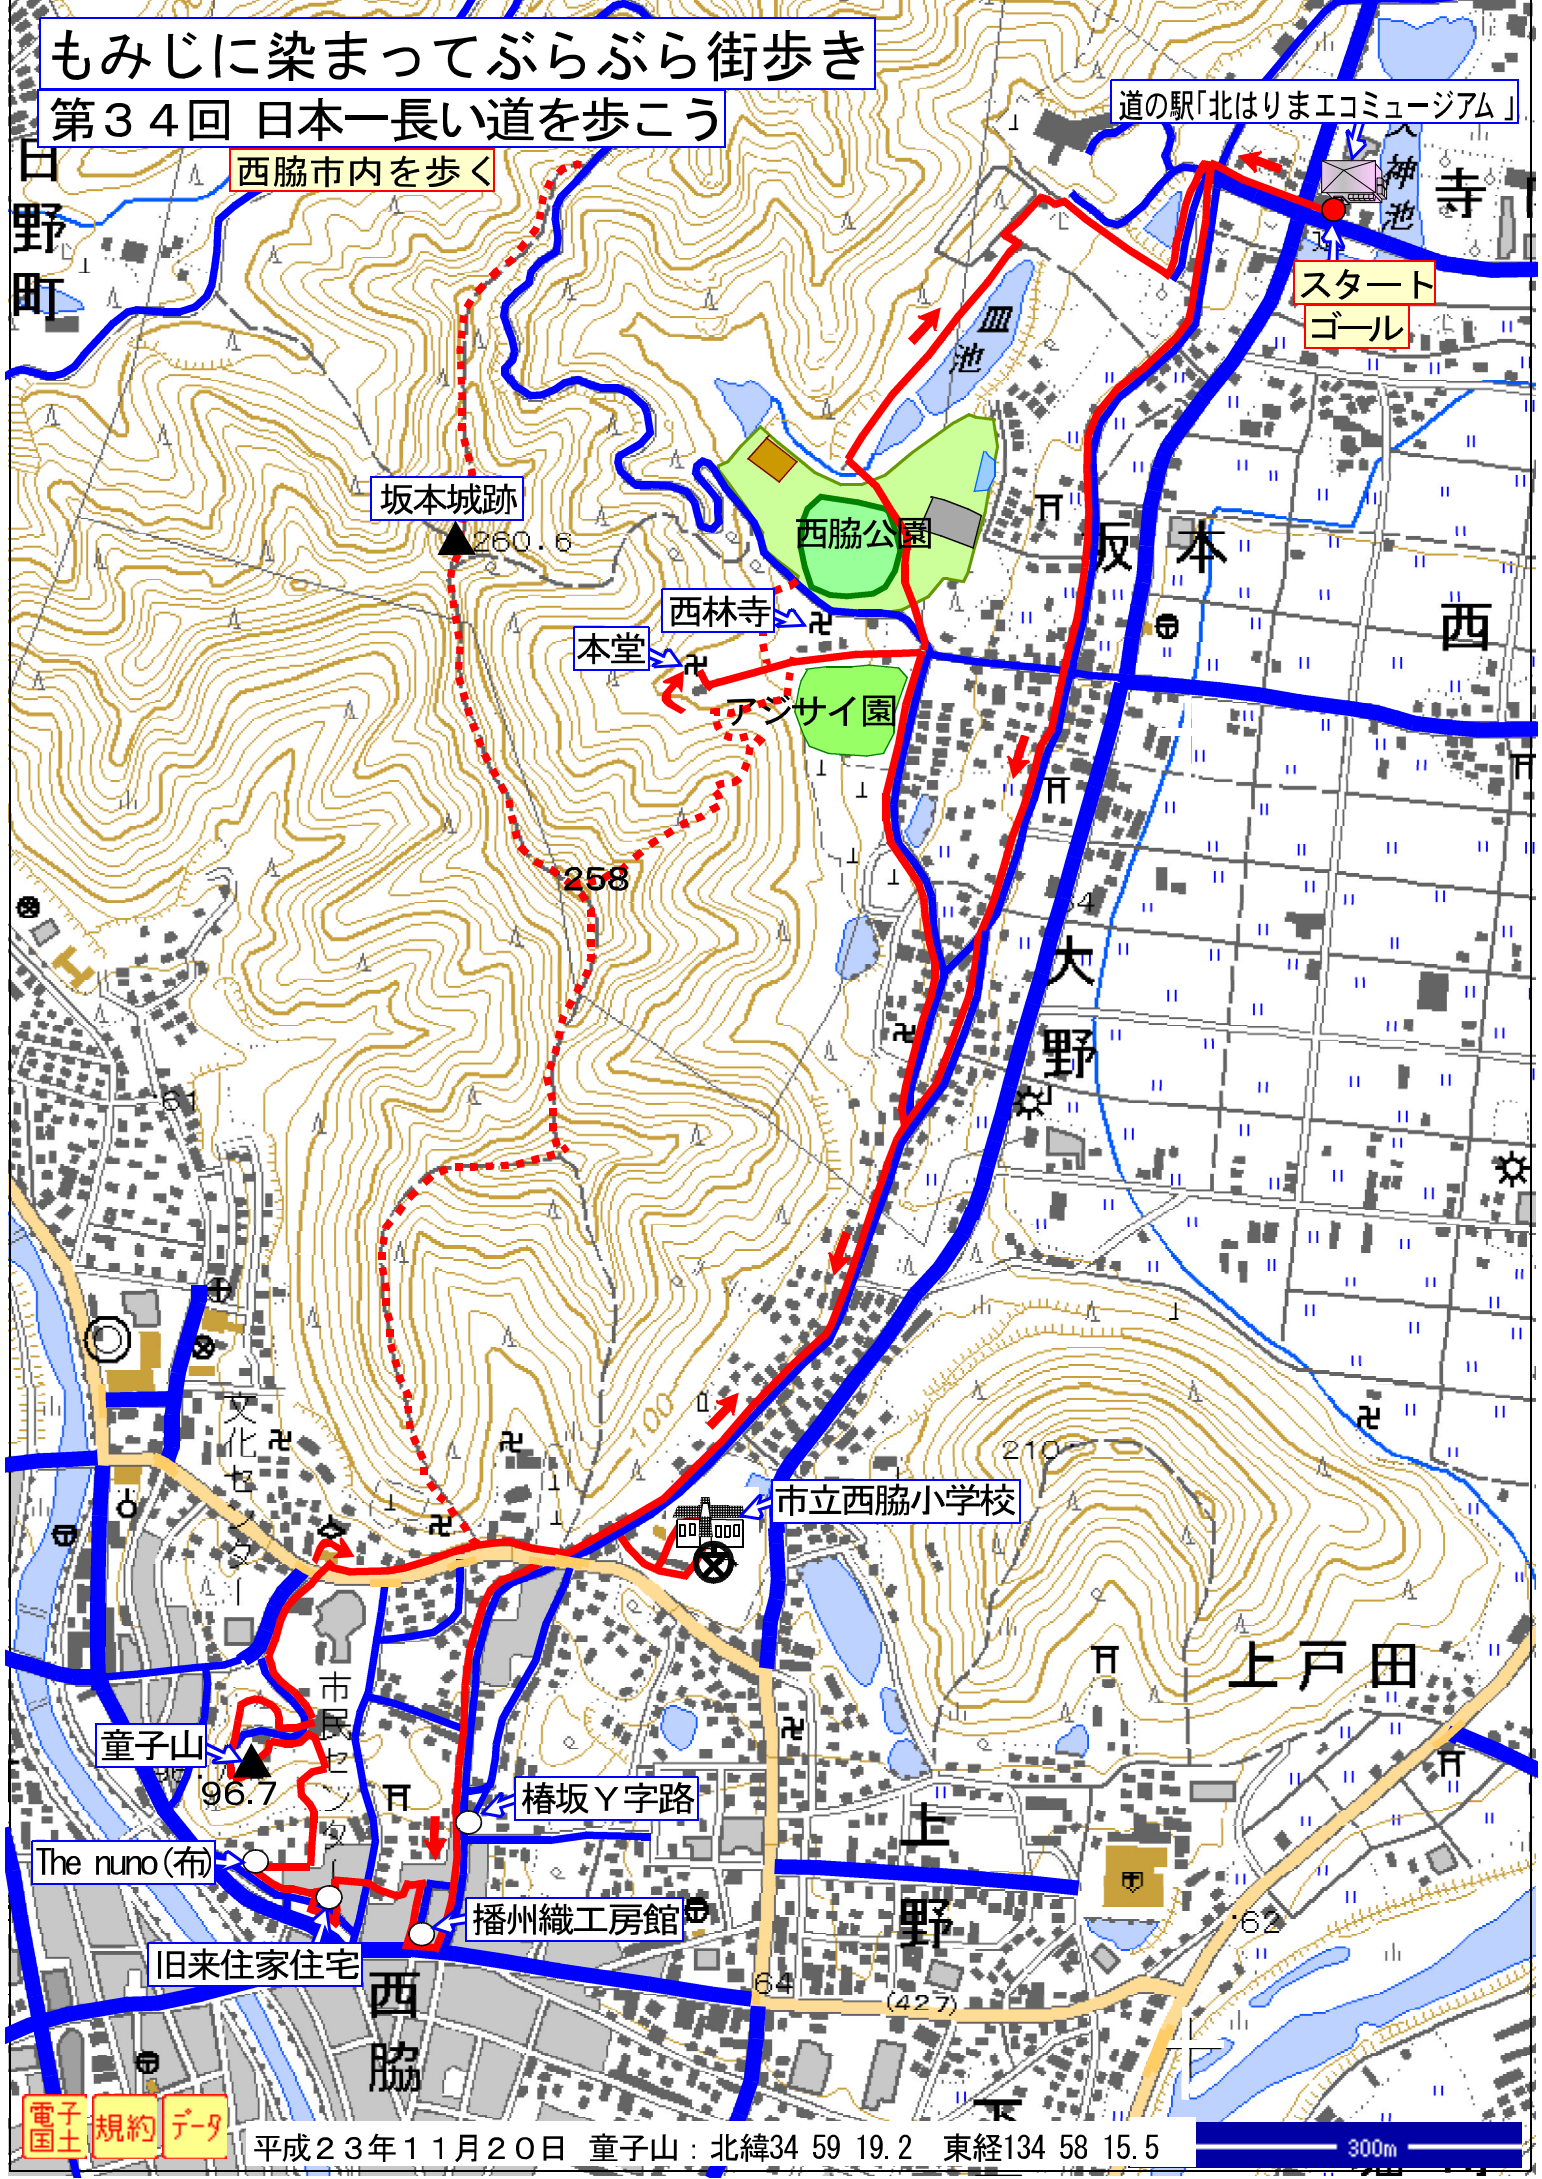 もみじに染まってぶらぶら街歩き
第３４回 日本一長い道を歩こう
西脇市内を歩く
道の駅「北はりまエコミュージアム」
日野町
神池
寺
スタート
ゴール
皿池
坂本城跡
260.6
西脇公園
坂本
西林寺
本堂
西
アジサイ園
258
64
大野
61
文化センター
100
210
市立西脇小学校
上戸田
市民センター
童子山
96.7
椿坂Ｙ字路
The nuno(布)
上野
播州織工房館
旧来住家住宅
62
西脇
64
(427)
下
電子国土
規約
データ
平成２３年１１月２０日 童子山：北緯34 59 19.2 東経134 58 15.5
300m